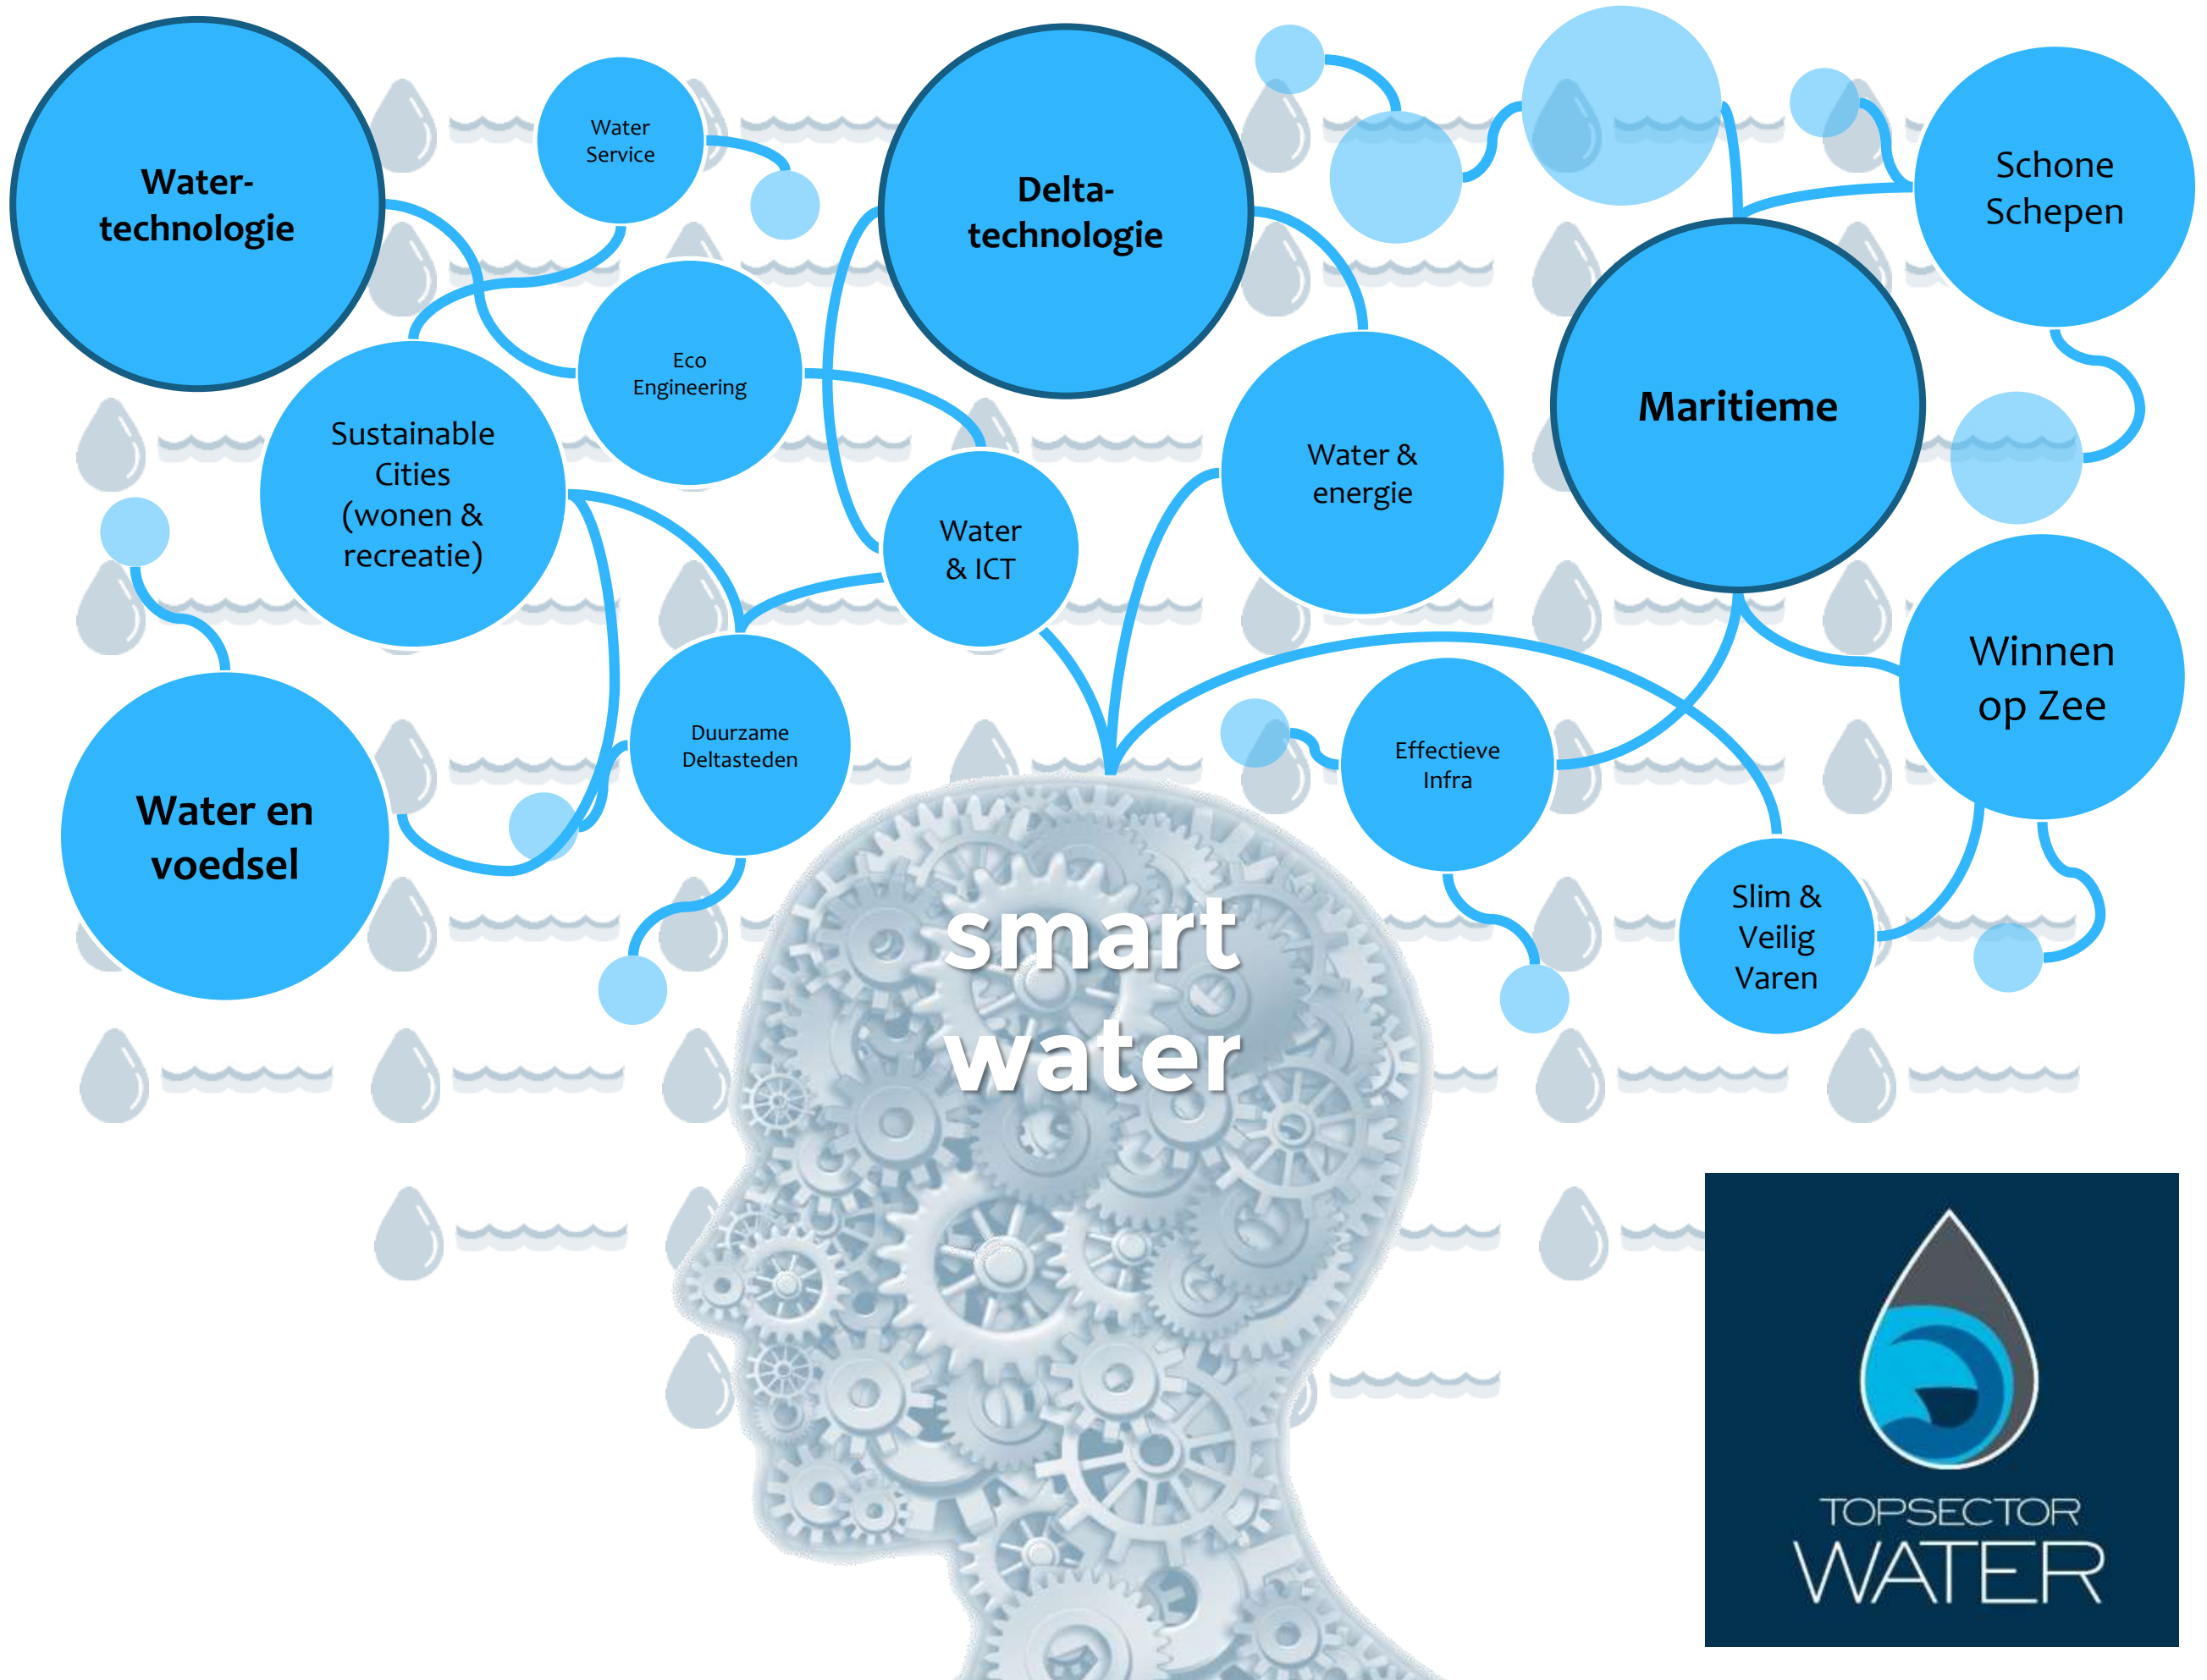 Water-
technologie
Water
Service
Delta-
technologie
Schone
Schepen
Eco
Engineering
Maritieme
Sustainable
Cities
(wonen &
recreatie)
Water &
energie
Water
& ICT
Winnen
op Zee
Duurzame
Deltasteden
Effectieve
Infra
Water en
voedsel
Slim &
Veilig
Varen
smart
water
TOPSECTOR
WATER